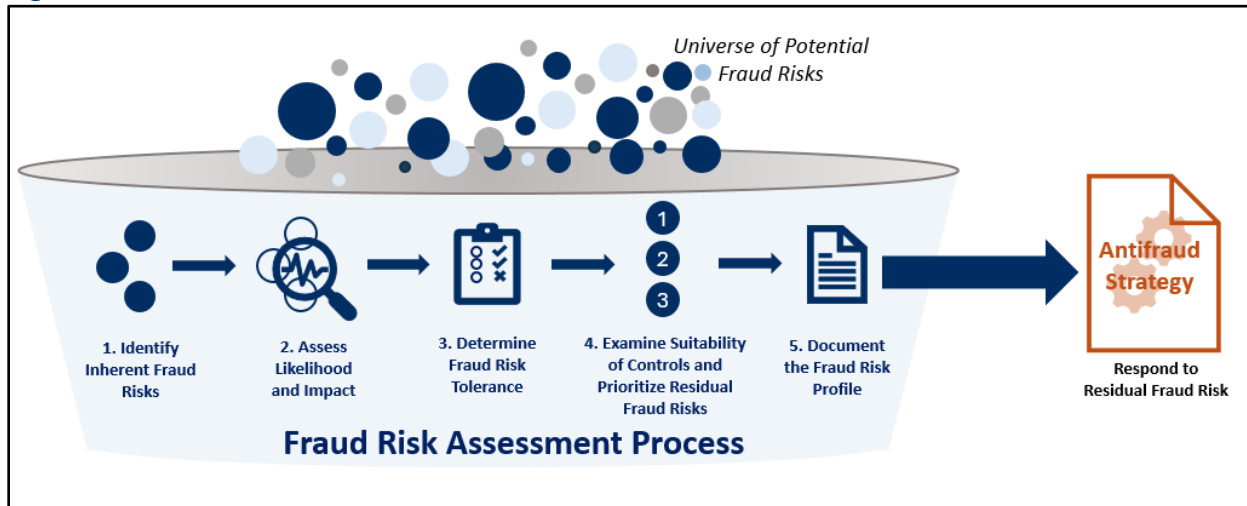 Universe of Potential
Fraud Risks
1
2
3
1. Identify
Inherent Fraud
Risks
2. Assess
Likelihood
and Impact
3. Determine
Fraud Risk
Tolerance
4. Examine Suitability
of Controls and
Prioritize Residual
Fraud Risks
5. Document
the Fraud Risk
Profile
Fraud Risk Assessment Process
Antifraud
Strategy
Respond to
Residual Fraud Risk